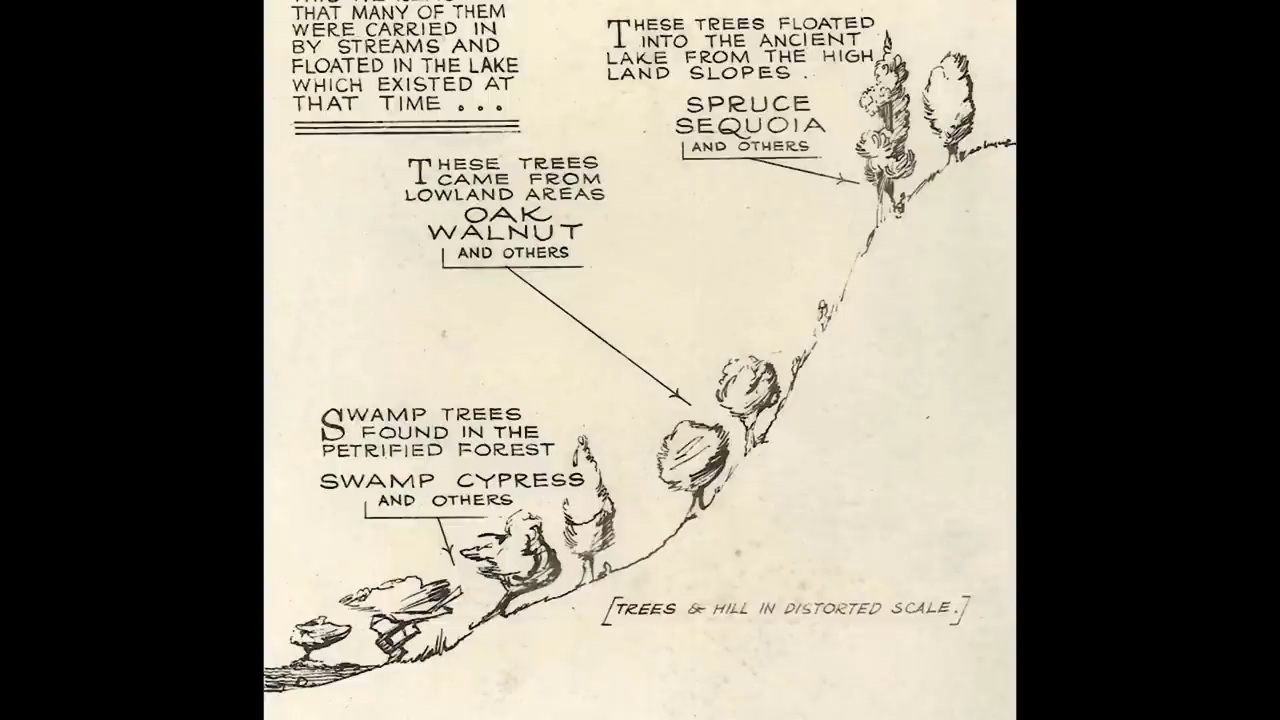 THAT MANY OF THEM
WERE CARRIED IN
BY STREAMS AND
FLOATED IN THE LAKE
WHICH EXISTED AT
THAT TIME . . .
THESE TREES FLOATED
INTO THE ANCIENT
LAKE FROM THE HIGH
LAND SLOPES .
SPRUCE
SEQUOIA
AND OTHERS
THESE TREES
CAME FROM
LOWLAND AREAS
OAK
WALNUT
AND OTHERS
SWAMP TREES
FOUND IN THE
PETRIFIED FOREST
SWAMP CYPRESS
AND OTHERS
[TREES & HILL IN DISTORTED SCALE.]